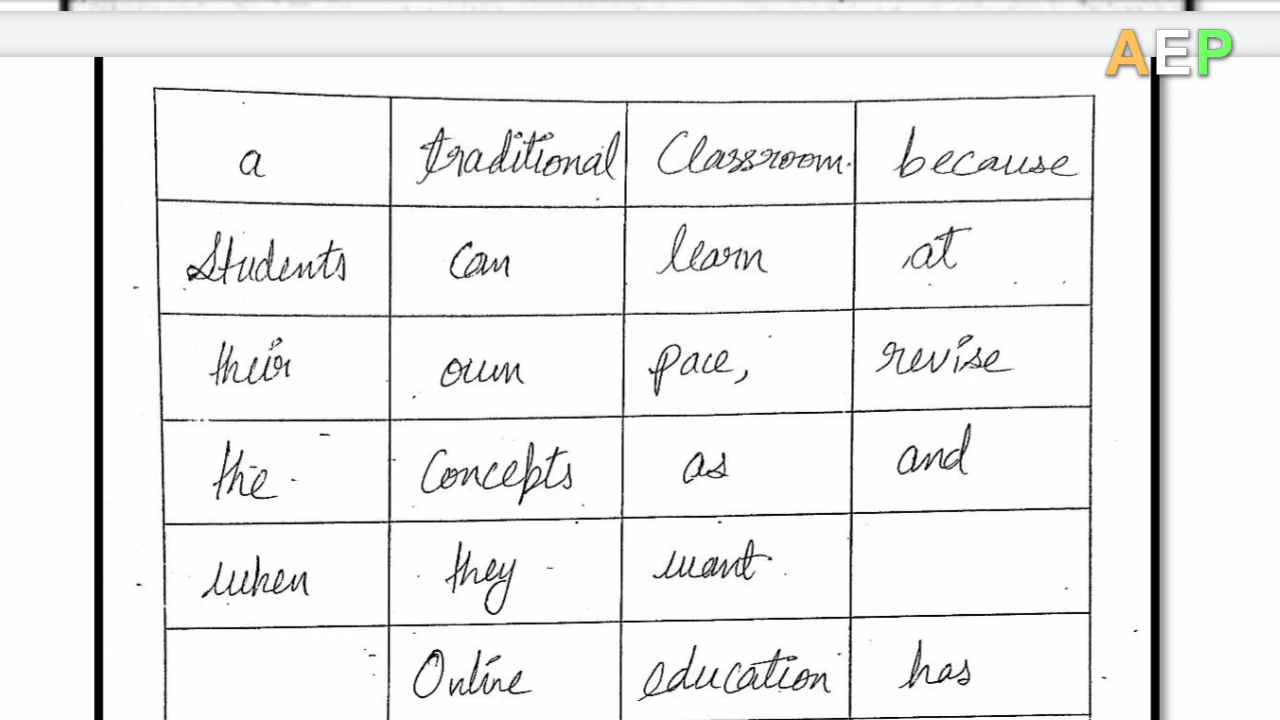 AEP
a traditional Classroom. because
Students can learn at
their own pace, revise
the Concepts as and
when they want
Online education has